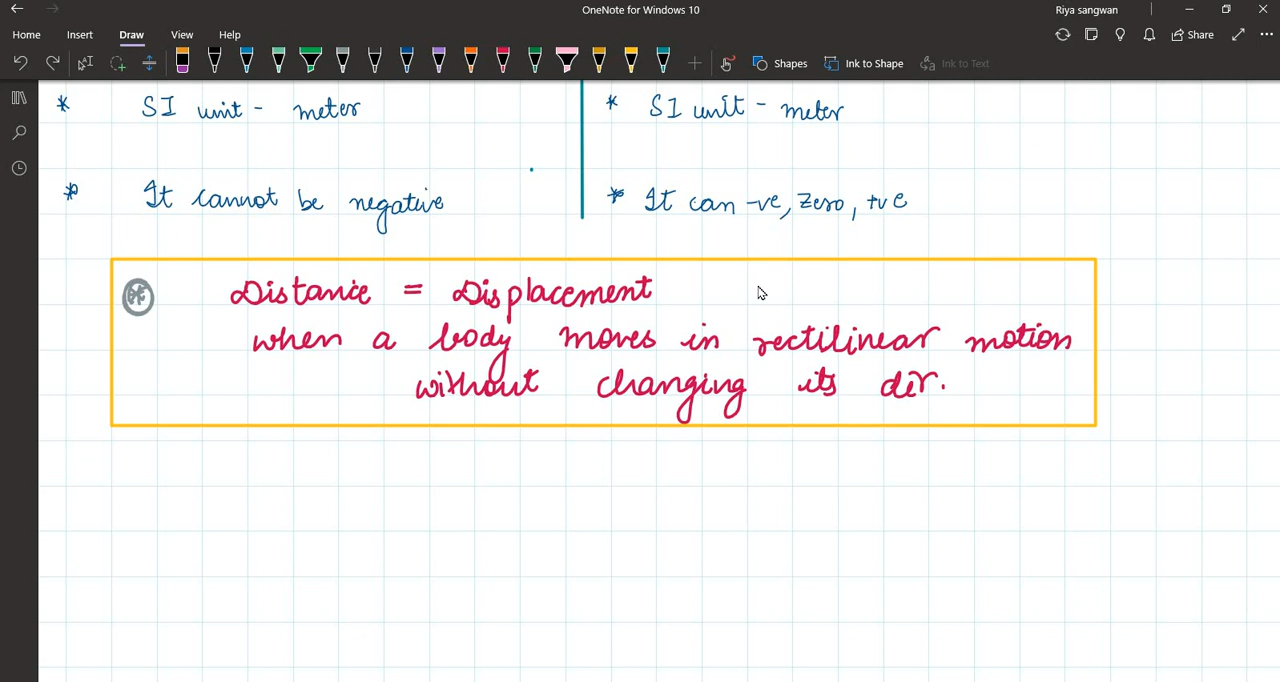 OneNote for Windows 10
Riya sangwan
Home Insert Draw View Help
Shapes Ink to Shape Ink to Text
Share
* SI unit - meter
* It cannot be negative
* SI unit - meter
* It can -ve, zero, +ve
* Distance = Displacement
when a body moves in rectilinear motion
without changing its dir.